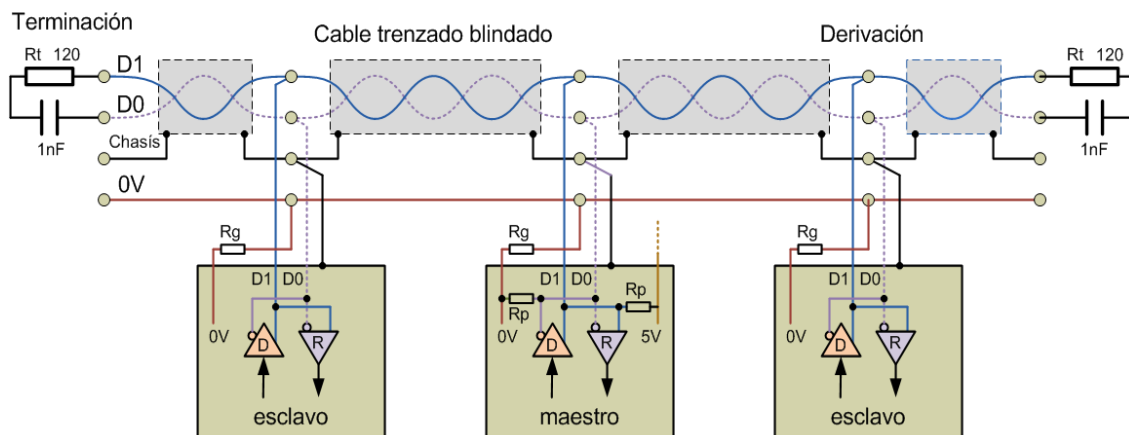 Terminación
Cable trenzado blindado
Derivación
Rt 120
D1
Rt 120
D0
1nF
Chasís
1nF
0V
Rg
Rg
Rg
D1 D0
D1 D0
D1 D0
Rp
Rp
0V
0V
5V
0V
D
R
D
R
D
R
esclavo
maestro
esclavo